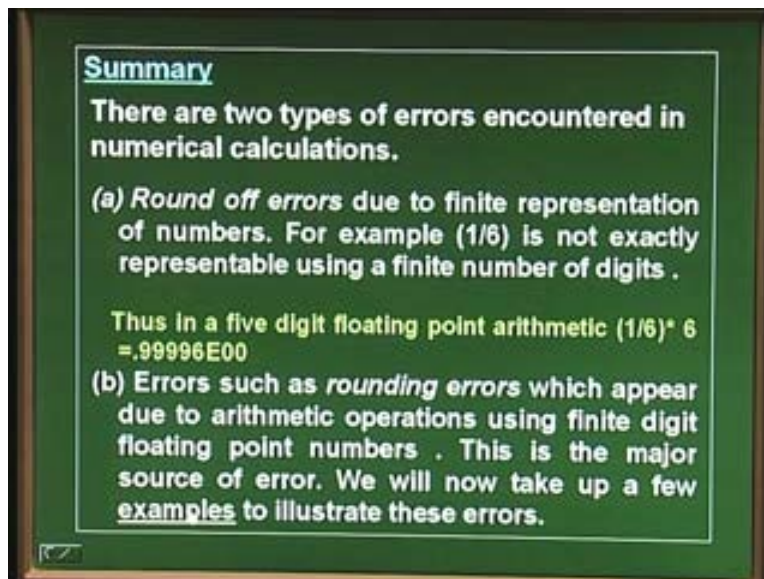 Summary
There are two types of errors encountered in
numerical calculations.
(a) Round off errors due to finite representation
of numbers. For example (1/6) is not exactly
representable using a finite number of digits .
Thus in a five digit floating point arithmetic (1/6)* 6
=.99996E00
(b) Errors such as rounding errors which appear
due to arithmetic operations using finite digit
floating point numbers . This is the major
source of error. We will now take up a few
examples to illustrate these errors.